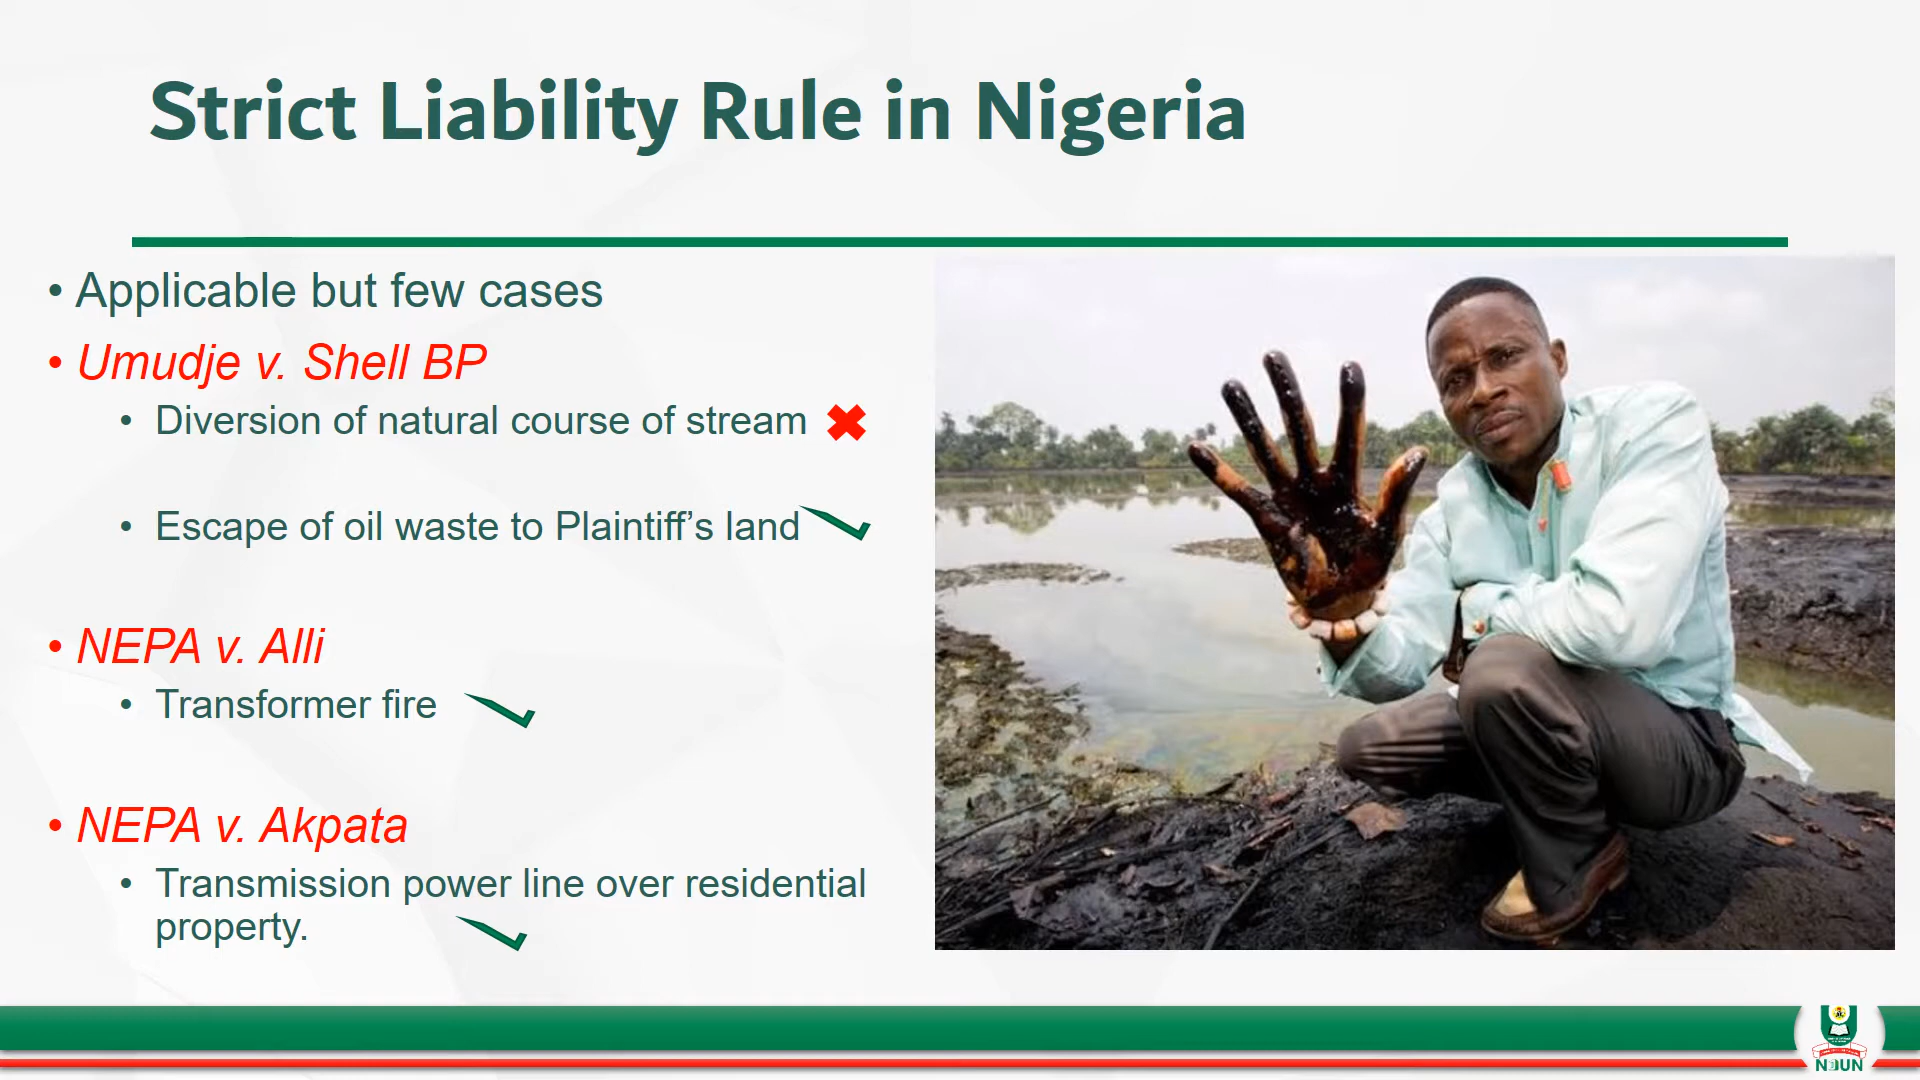 Strict Liability Rule in Nigeria
• Applicable but few cases
• Umudje v. Shell BP
• Diversion of natural course of stream
• Escape of oil waste to Plaintiff’s land
• NEPA v. Alli
• Transformer fire
• NEPA v. Akpata
• Transmission power line over residential
property.
NOUN